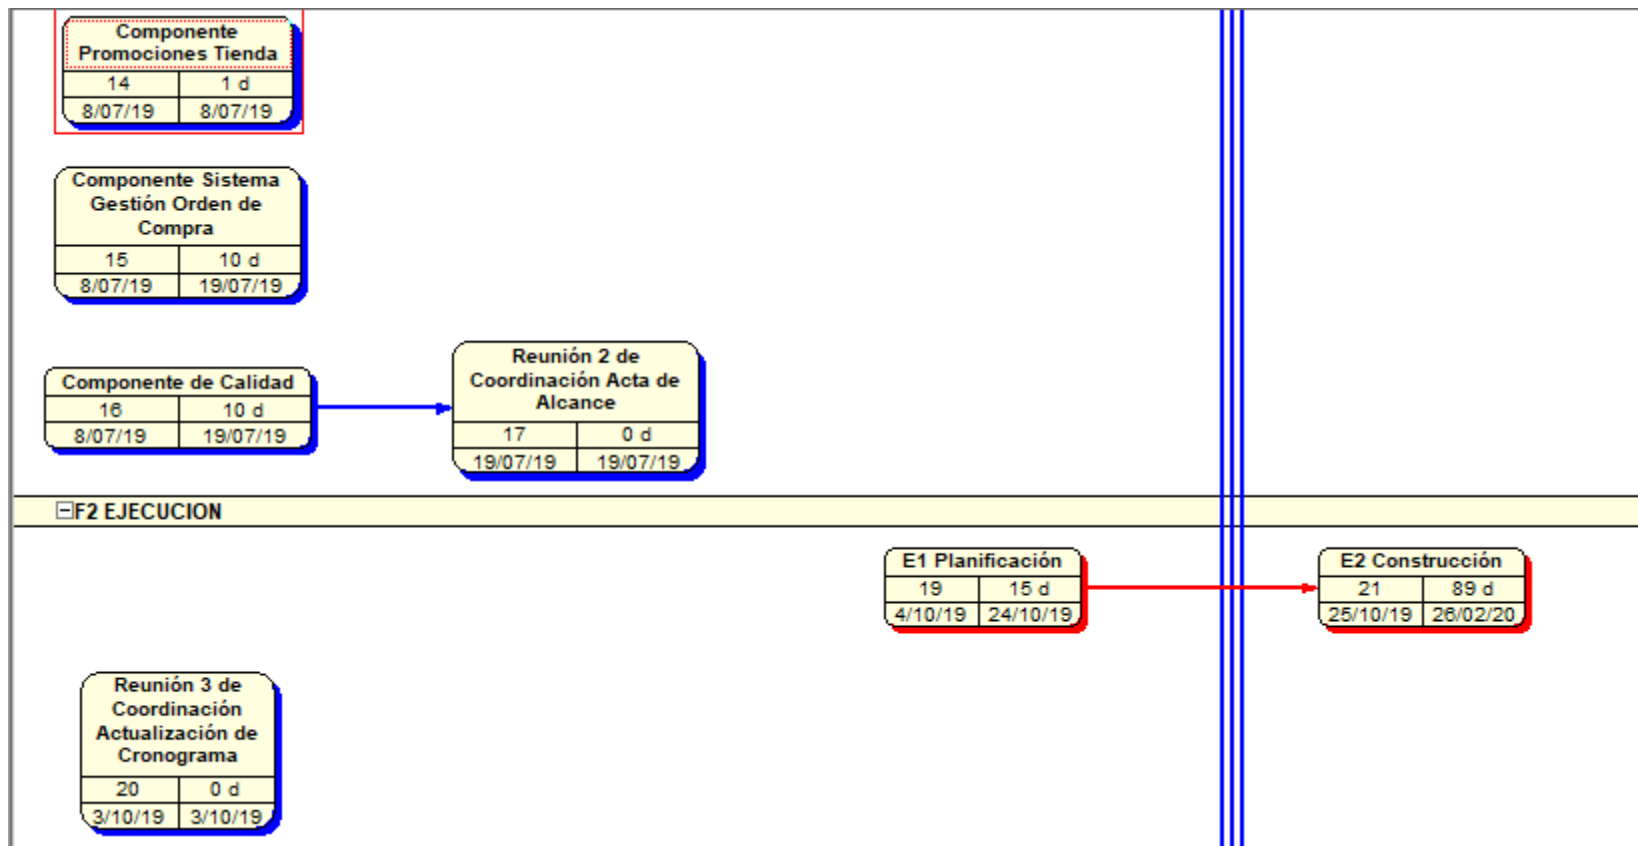 Componente
Promociones Tienda
14 1 d
8/07/19 8/07/19
Componente Sistema
Gestión Orden de
Compra
15 10 d
8/07/19 19/07/19
Componente de Calidad
16 10 d
8/07/19 19/07/19
Reunión 2 de
Coordinación Acta de
Alcance
17 0 d
19/07/19 19/07/19
F2 EJECUCION
E1 Planificación
19 15 d
4/10/19 24/10/19
E2 Construcción
21 89 d
25/10/19 26/02/20
Reunión 3 de
Coordinación
Actualización de
Cronograma
20 0 d
3/10/19 3/10/19